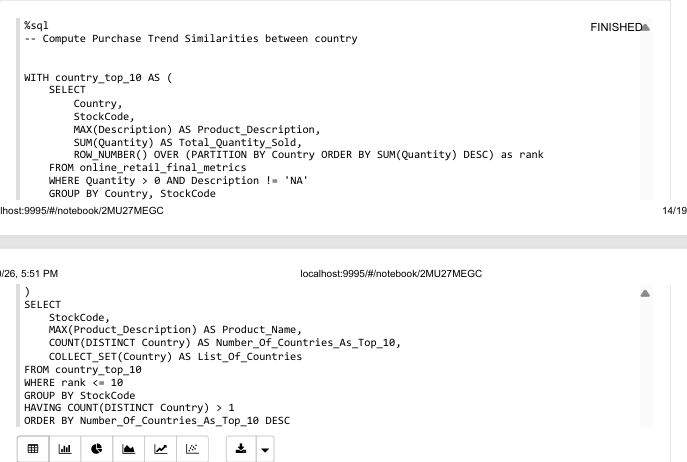 %sql
FINISHED
-- Compute Purchase Trend Similarities between country
WITH country_top_10 AS (
    SELECT
        Country,
        StockCode,
        MAX(Description) AS Product_Description,
        SUM(Quantity) AS Total_Quantity_Sold,
        ROW_NUMBER() OVER (PARTITION BY Country ORDER BY SUM(Quantity) DESC) as rank
    FROM online_retail_final_metrics
    WHERE Quantity > 0 AND Description != 'NA'
    GROUP BY Country, StockCode
lhost:9995/#/notebook/2MU27MEGC 14/19
/26, 5:51 PM localhost:9995/#/notebook/2MU27MEGC
)
SELECT
    StockCode,
    MAX(Product_Description) AS Product_Name,
    COUNT(DISTINCT Country) AS Number_Of_Countries_As_Top_10,
    COLLECT_SET(Country) AS List_Of_Countries
FROM country_top_10
WHERE rank <= 10
GROUP BY StockCode
HAVING COUNT(DISTINCT Country) > 1
ORDER BY Number_Of_Countries_As_Top_10 DESC